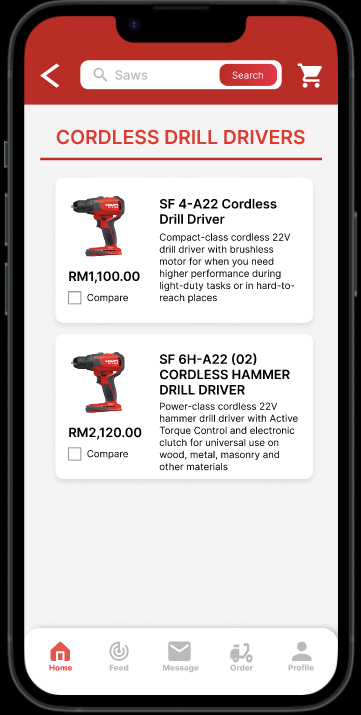 Saws
Search
CORDLESS DRILL DRIVERS
SF 4-A22 Cordless
Drill Driver
Compact-class cordless 22V
drill driver with brushless
motor for when you need
higher performance during
light-duty tasks or in hard-to-
reach places
RM1,100.00
Compare
SF 6H-A22 (02)
CORDLESS HAMMER
DRILL DRIVER
Power-class cordless 22V
hammer drill driver with Active
Torque Control and electronic
clutch for universal use on
wood, metal, masonry and
other materials
RM2,120.00
Compare
Home
Feed
Message
Order
Profile